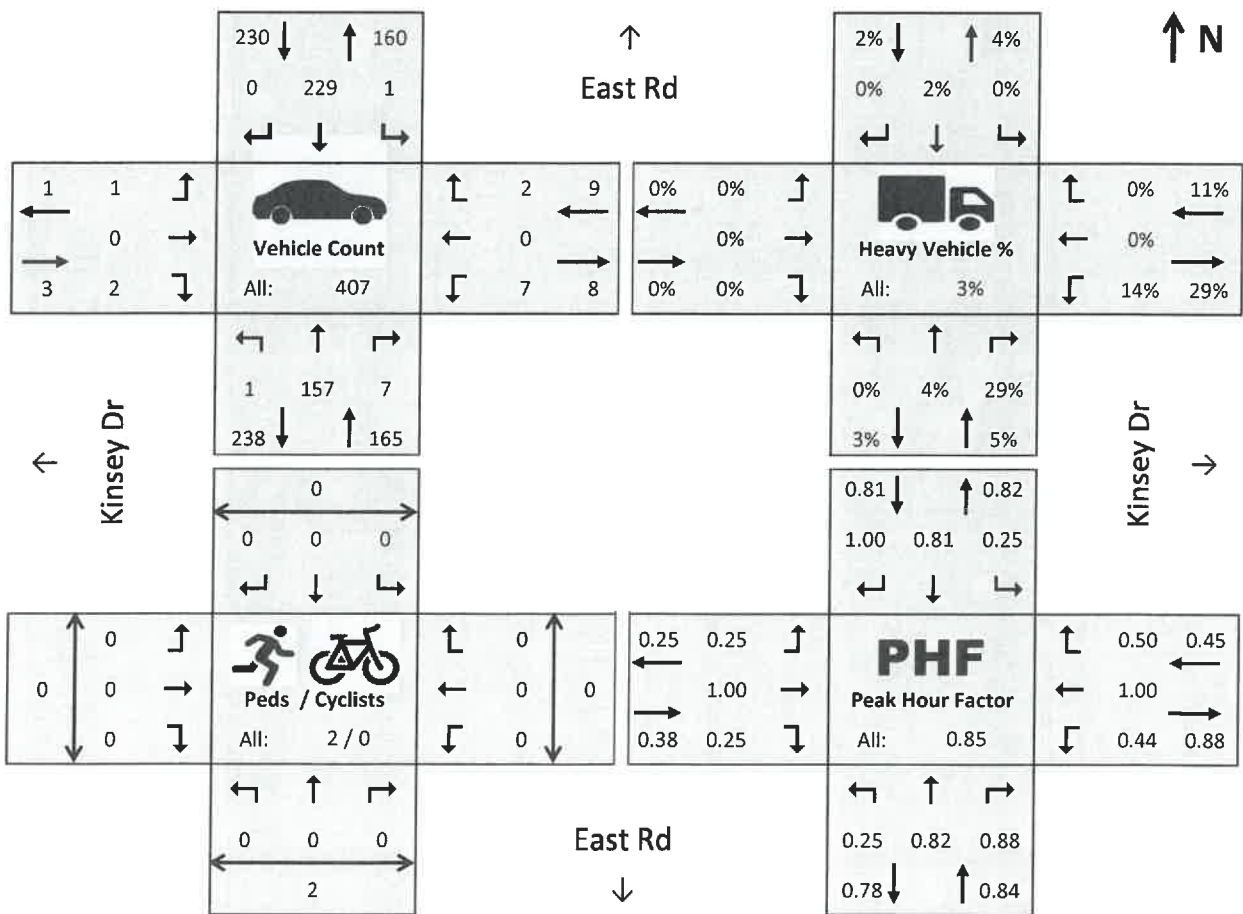 230 160 2% 4% N
East Rd
0 229 1 0% 2% 0%
1 1 2 9 0% 0% 0% 11%
0 Vehicle Count 0 0% Heavy Vehicle % 0%
3 2 All: 407 7 8 0% 0% All: 3% 14% 29%
1 157 7 0% 4% 29%
238 165 3% 5%
Kinsey Dr Kinsey Dr
0 0.81 0.82
0 0 0 1.00 0.81 0.25
0 0 0.25 0.25 PHF 0.50 0.45
0 0 Peds / Cyclists 0 0 1.00 Peak Hour Factor 1.00
0 All: 2 / 0 0 0.38 0.25 All: 0.85 0.44 0.88
0 0 0 East Rd 0.25 0.82 0.88
2 0.78 0.84